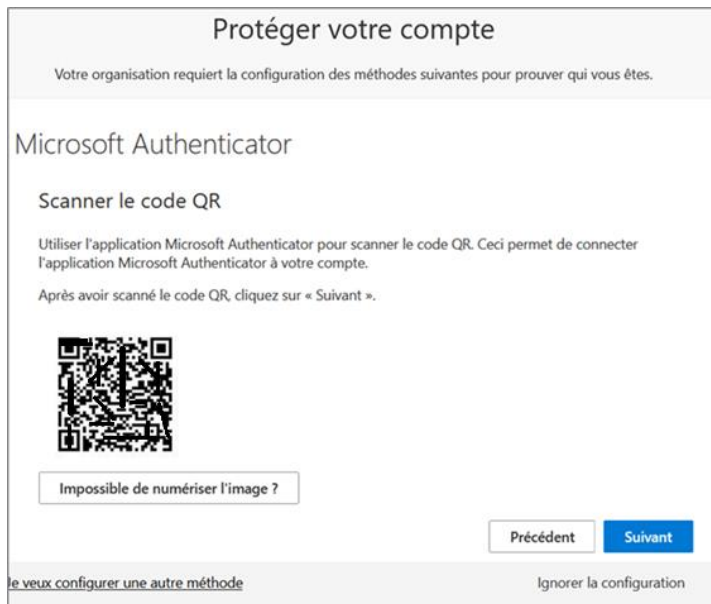 Protéger votre compte
Votre organisation requiert la configuration des méthodes suivantes pour prouver qui vous êtes.
Microsoft Authenticator
Scanner le code QR
Utiliser l'application Microsoft Authenticator pour scanner le code QR. Ceci permet de connecter
l'application Microsoft Authenticator à votre compte.
Après avoir scanné le code QR, cliquez sur « Suivant ».
Impossible de numériser l'image ?
Précédent Suivant
Je veux configurer une autre méthode Ignorer la configuration